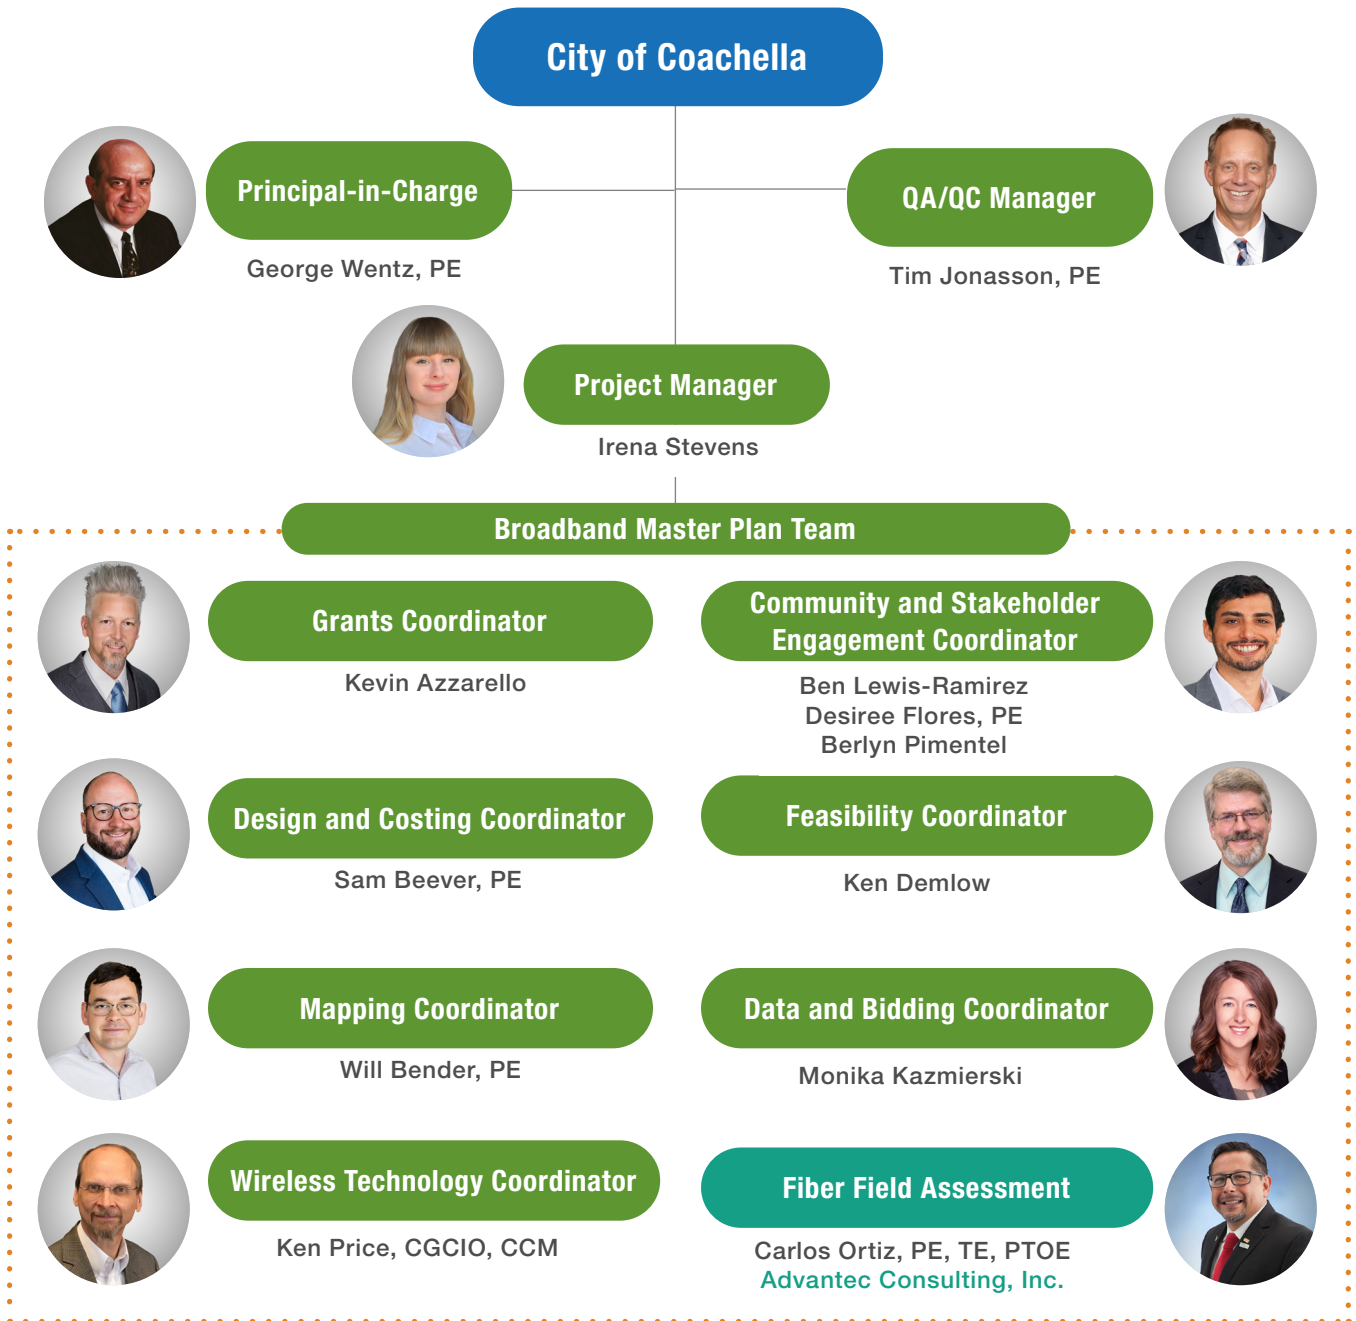 City of Coachella
Principal-in-Charge
George Wentz, PE
QA/QC Manager
Tim Jonasson, PE
Project Manager
Irena Stevens
Broadband Master Plan Team
Grants Coordinator
Kevin Azzarello
Community and Stakeholder
Engagement Coordinator
Ben Lewis-Ramirez
Desiree Flores, PE
Berlyn Pimentel
Design and Costing Coordinator
Sam Beever, PE
Feasibility Coordinator
Ken Demlow
Mapping Coordinator
Will Bender, PE
Data and Bidding Coordinator
Monika Kazmierski
Wireless Technology Coordinator
Ken Price, CGCIO, CCM
Fiber Field Assessment
Carlos Ortiz, PE, TE, PTOE
Advantec Consulting, Inc.